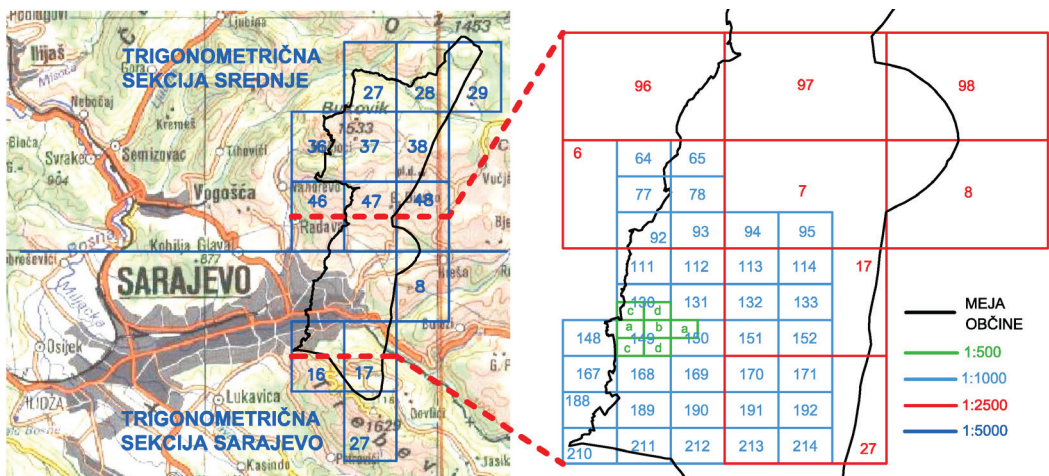 Podlugovi
Ilijaš
Misoča
Ljubina
Gora
1453
TRIGONOMETRIČNA
SEKCIJA SREDNJE
27
28
29
Nebočaj
Bukovik
1533
Kremeš
Semizovac
Tihovići
36
37
38
Svrake
904
Vogošća
46
47
48
Radava
Kobilja Glava
877
Bosna
Miljacka
SARAJEVO
8
Osijek
16
17
Lukavica
ILIDŽA
TRIGONOMETRIČNA
SEKCIJA SARAJEVO
1629
27
Petrovići
Kasindo
96
97
98
6
64
65
7
8
77
78
92
93
94
95
111
112
113
114
17
130
131
132
133
c
d
a
b
a
148
149
150
151
152
c
d
167
168
169
170
171
188
189
190
191
192
210
211
212
213
214
27
MEJA
OBČINE
1:500
1:1000
1:2500
1:5000